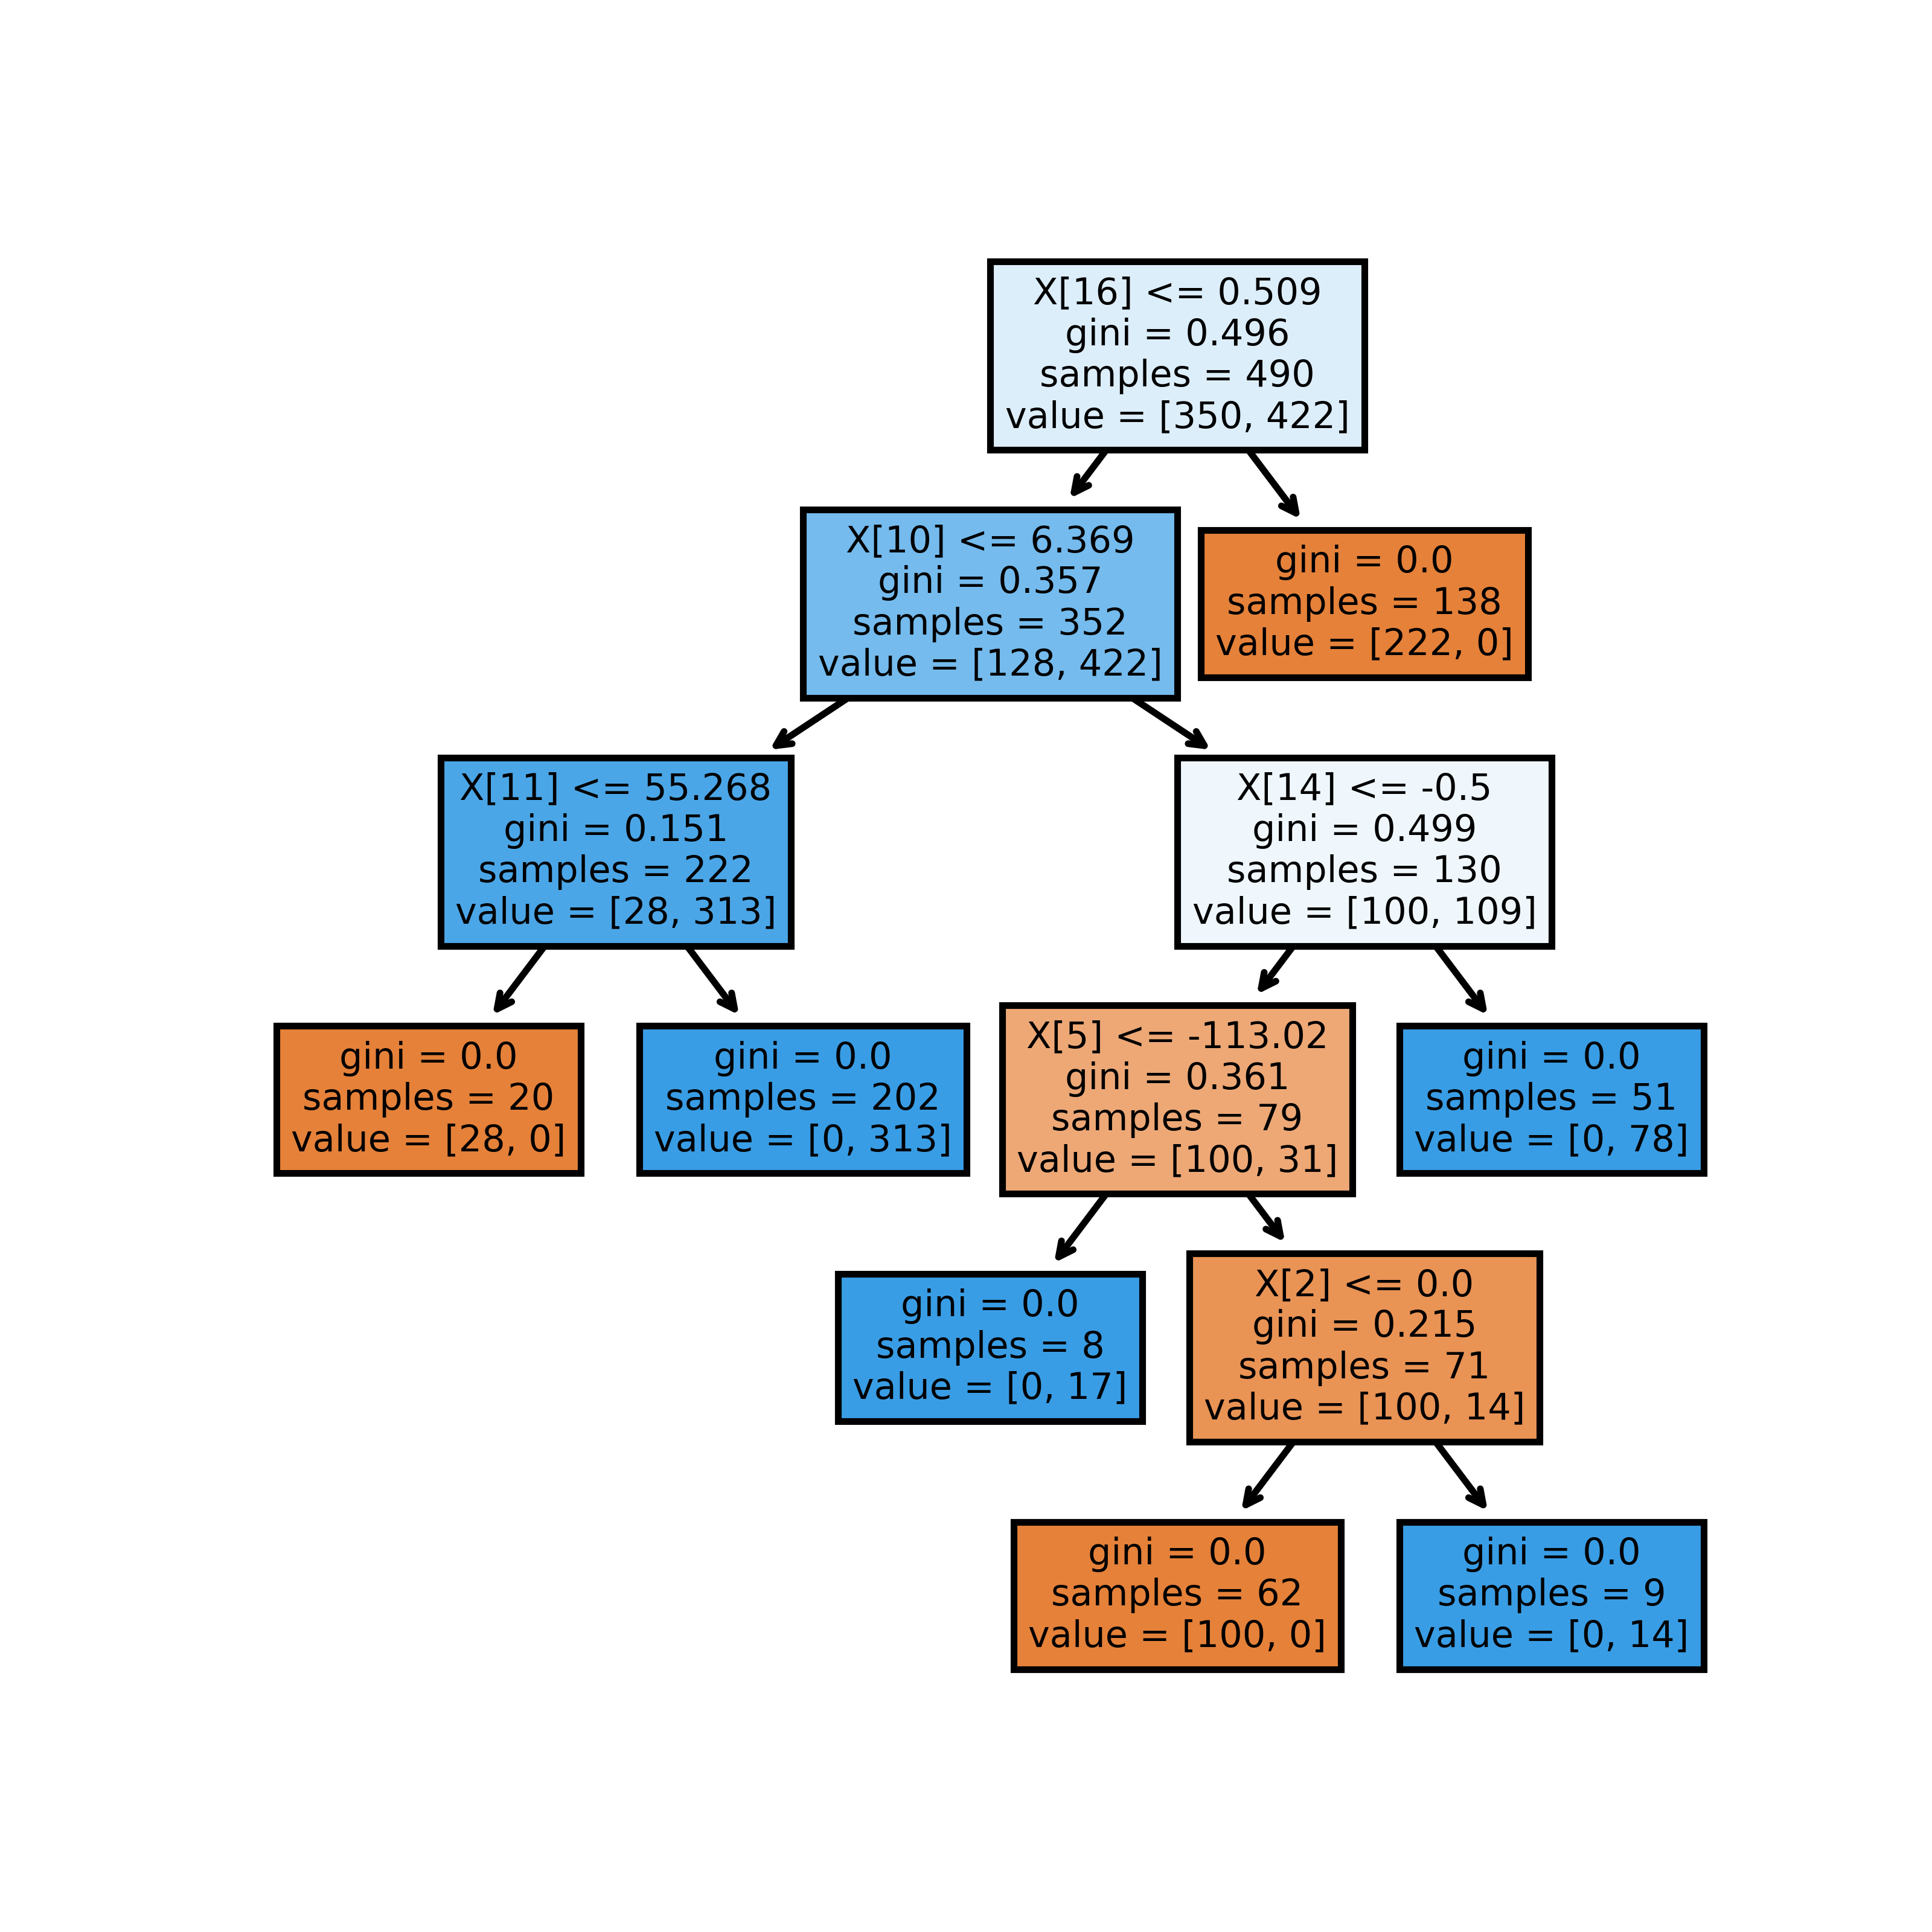 X[16] <= 0.509
gini = 0.496
samples = 490
value = [350, 422]
X[10] <= 6.369
gini = 0.357
samples = 352
value = [128, 422]
gini = 0.0
samples = 138
value = [222, 0]
X[11] <= 55.268
gini = 0.151
samples = 222
value = [28, 313]
X[14] <= -0.5
gini = 0.499
samples = 130
value = [100, 109]
gini = 0.0
samples = 20
value = [28, 0]
gini = 0.0
samples = 202
value = [0, 313]
X[5] <= -113.02
gini = 0.361
samples = 79
value = [100, 31]
gini = 0.0
samples = 51
value = [0, 78]
gini = 0.0
samples = 8
value = [0, 17]
X[2] <= 0.0
gini = 0.215
samples = 71
value = [100, 14]
gini = 0.0
samples = 62
value = [100, 0]
gini = 0.0
samples = 9
value = [0, 14]